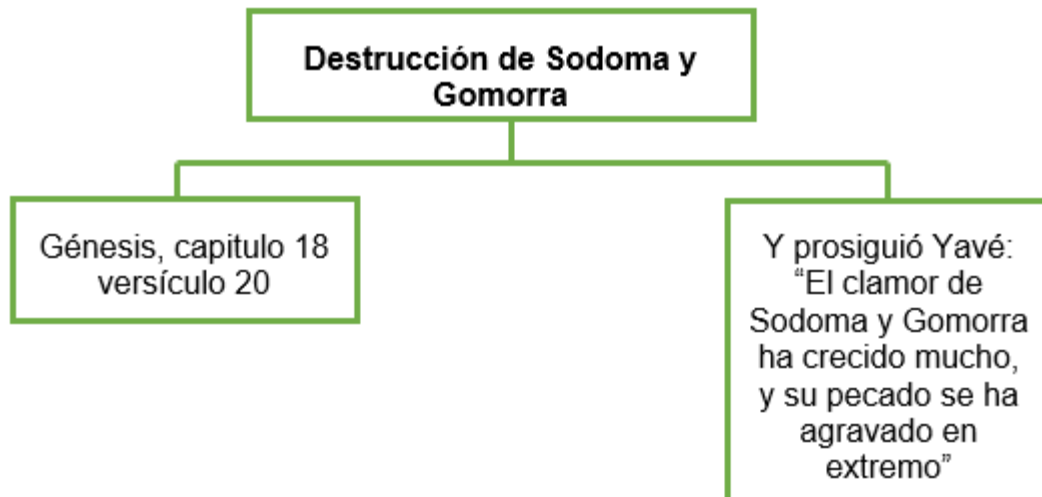 Destrucción de Sodoma y
Gomorra
Génesis, capitulo 18
versículo 20
Y prosiguió Yavé:
“El clamor de
Sodoma y Gomorra
ha crecido mucho,
y su pecado se ha
agravado en
extremo”